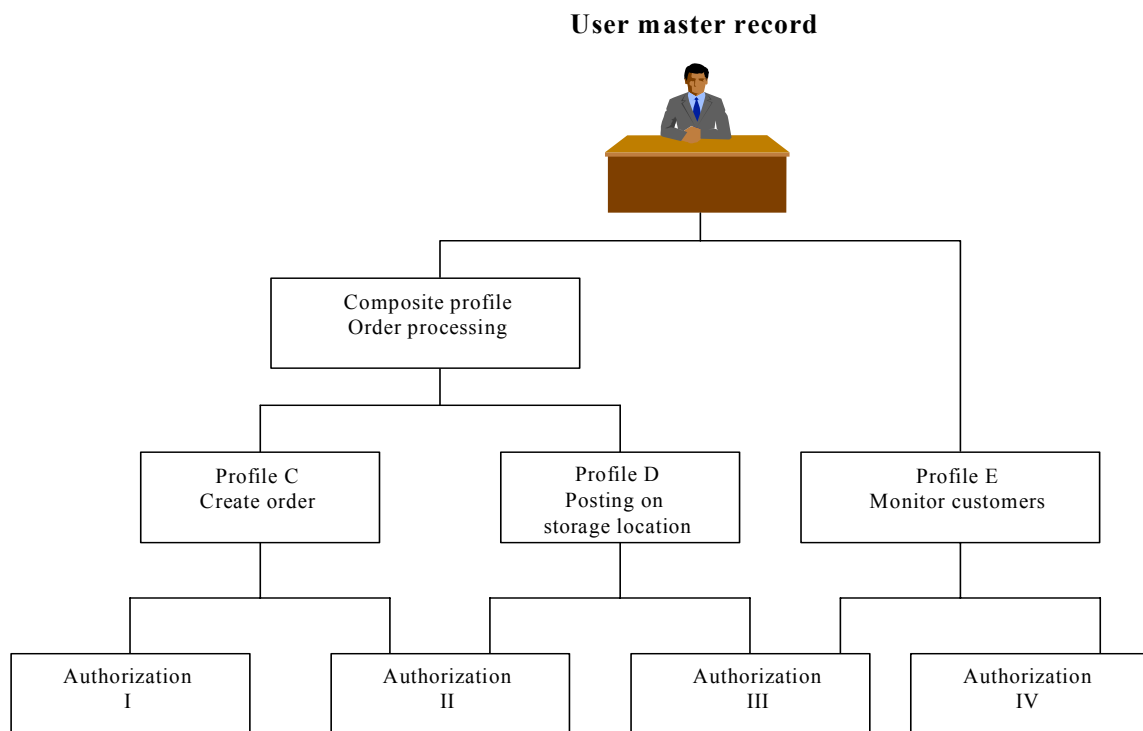 User master record
Composite profile
Order processing
Profile C
Create order
Profile D
Posting on
storage location
Profile E
Monitor customers
Authorization
I
Authorization
II
Authorization
III
Authorization
IV